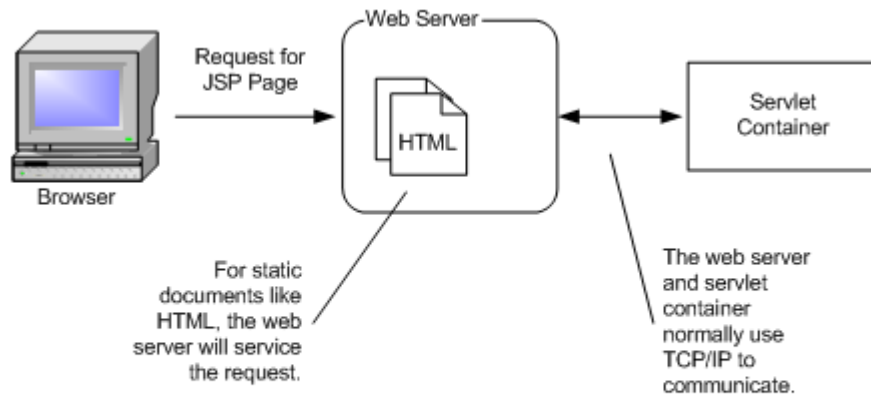 Web Server
Request for
JSP Page
HTML
Servlet
Container
Browser
For static
documents like
HTML, the web
server will service
the request.
The web server
and servlet
container
normally use
TCP/IP to
communicate.